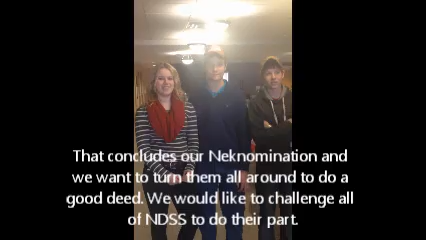 That concludes our Neknomination and
we want to turn them all around to do a
good deed. We would like to challenge all
of NDSS to do their part.